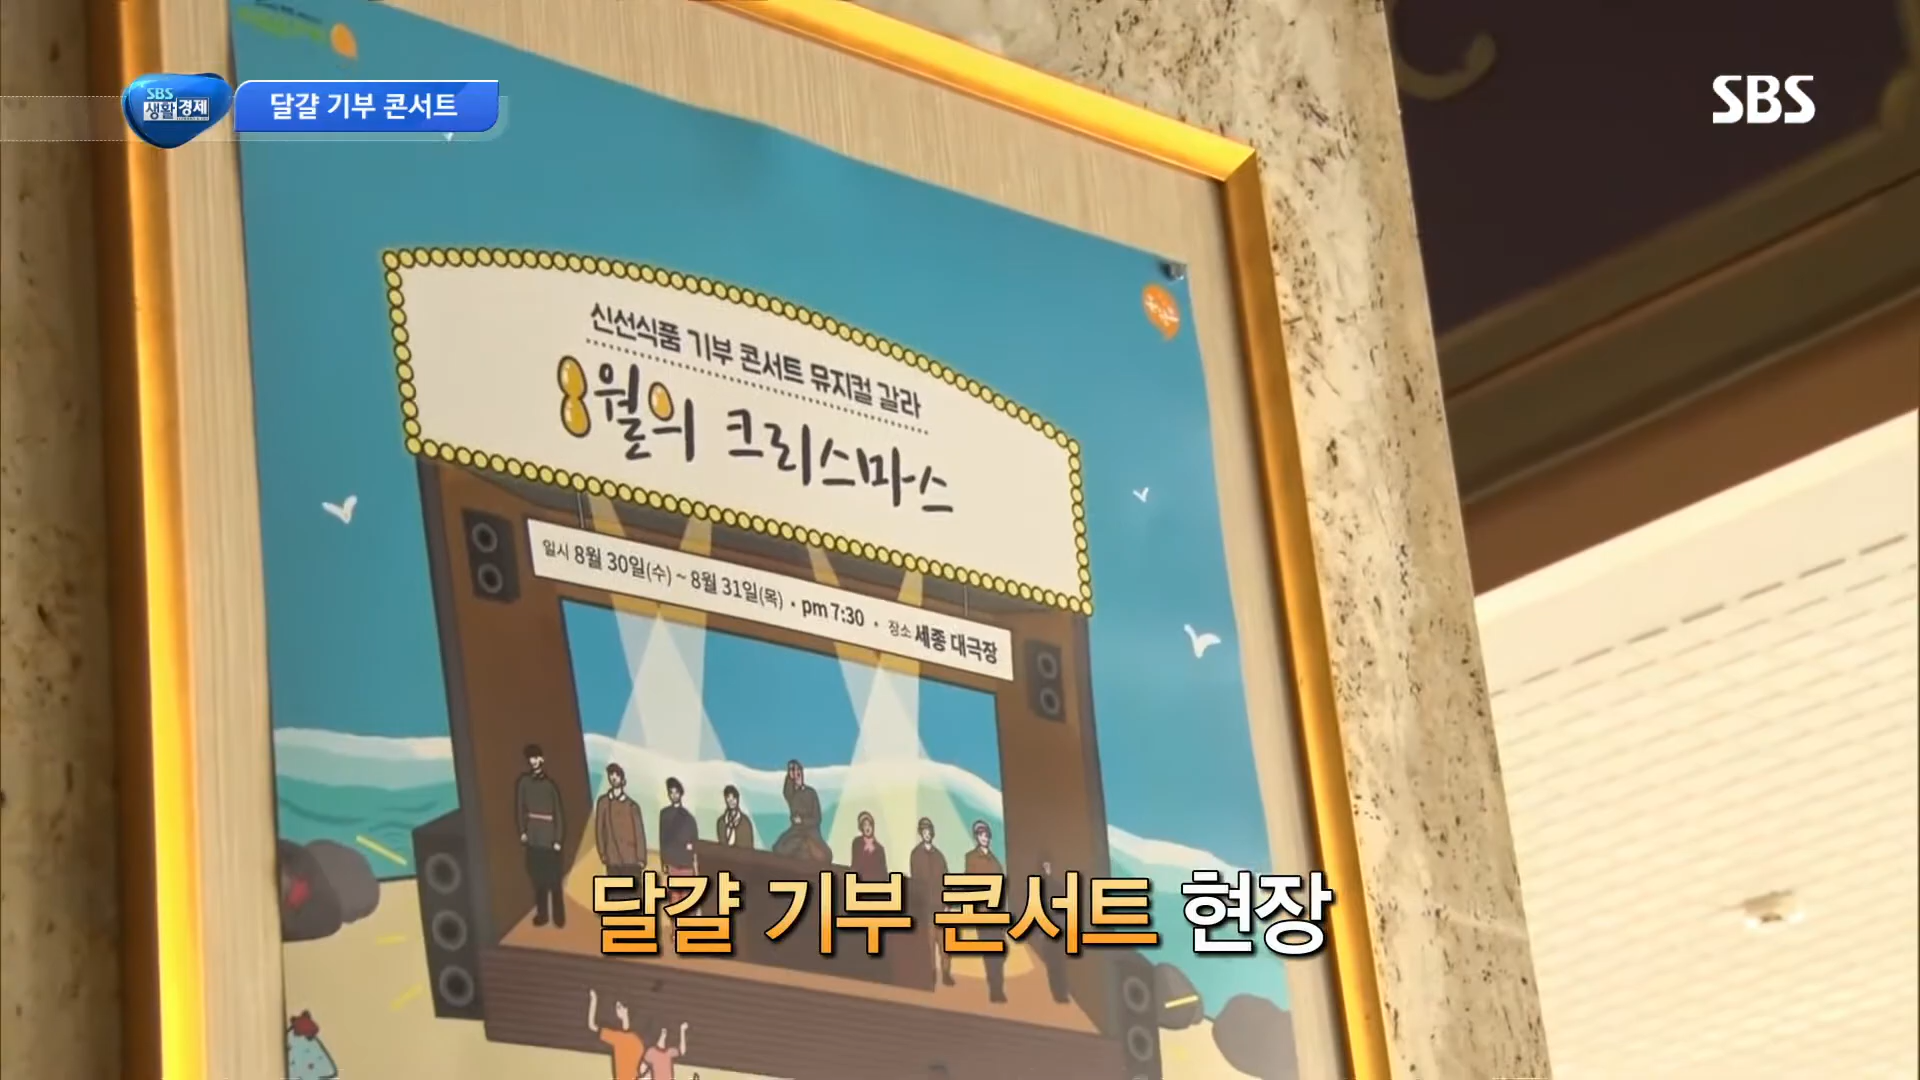 SBS
생활경제
달걀 기부 콘서트
SBS
신선식품 기부 콘서트 뮤지컬 갈라
8월의 크리스마스
일시 8월 30일(수) ~ 8월 31일(목) • pm 7:30 • 장소 세종 대극장
달걀 기부 콘서트 현장